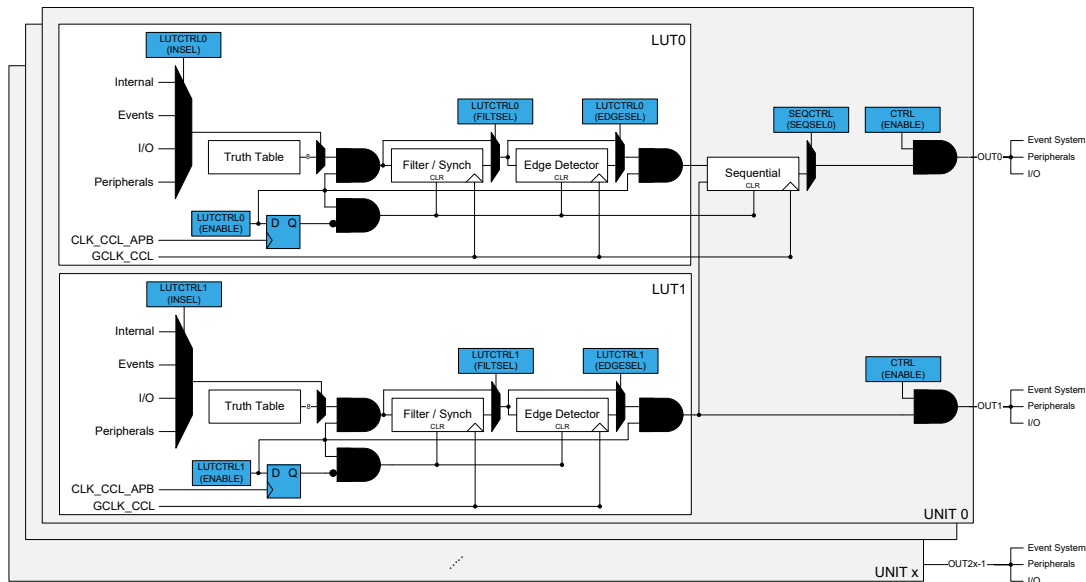 LUTCTRL0
(INSEL)
LUT0
Internal
Events
I/O
Peripherals
Truth Table
8
LUTCTRL0
(FILTSEL)
LUTCTRL0
(EDGESEL)
Filter / Synch
CLR
Edge Detector
CLR
SEQCTRL
(SEQSEL0)
Sequential
CLR
CTRL
(ENABLE)
OUT0
Event System
Peripherals
I/O
LUTCTRL0
(ENABLE)
D Q
CLK_CCL_APB
GCLK_CCL
LUTCTRL1
(INSEL)
LUT1
Internal
Events
I/O
Peripherals
Truth Table
8
LUTCTRL1
(FILTSEL)
LUTCTRL1
(EDGESEL)
Filter / Synch
CLR
Edge Detector
CLR
CTRL
(ENABLE)
OUT1
Event System
Peripherals
I/O
LUTCTRL1
(ENABLE)
D Q
CLK_CCL_APB
GCLK_CCL
UNIT 0
UNIT x
OUT2x-1
Event System
Peripherals
I/O